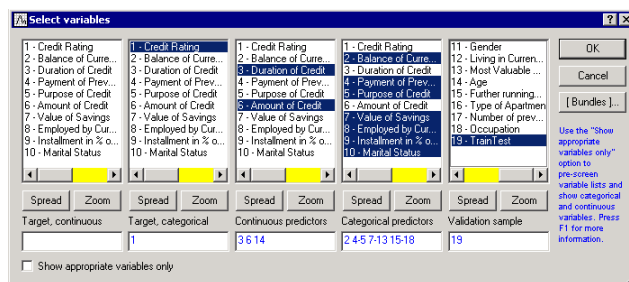 Select variables
1 - Credit Rating
2 - Balance of Curre...
3 - Duration of Credit
4 - Payment of Prev...
5 - Purpose of Credit
6 - Amount of Credit
7 - Value of Savings
8 - Employed by Cur...
9 - Installment in % o...
10 - Marital Status
1 - Credit Rating
2 - Balance of Curre...
3 - Duration of Credit
4 - Payment of Prev...
5 - Purpose of Credit
6 - Amount of Credit
7 - Value of Savings
8 - Employed by Cur...
9 - Installment in % o...
10 - Marital Status
1 - Credit Rating
2 - Balance of Curre...
3 - Duration of Credit
4 - Payment of Prev...
5 - Purpose of Credit
6 - Amount of Credit
7 - Value of Savings
8 - Employed by Cur...
9 - Installment in % o...
10 - Marital Status
1 - Credit Rating
2 - Balance of Curre...
3 - Duration of Credit
4 - Payment of Prev...
5 - Purpose of Credit
6 - Amount of Credit
7 - Value of Savings
8 - Employed by Cur...
9 - Installment in % o...
10 - Marital Status
11 - Gender
12 - Living in Curren...
13 - Most Valuable ...
14 - Age
15 - Further running...
16 - Type of Apartmen
17 - Number of prev...
18 - Occupation
19 - TrainTest
OK
Cancel
[ Bundles ]...
Use the "Show
appropriate
variables only"
option to
pre-screen
variable lists and
show categorical
and continuous
variables. Press
F1 for more
information.
Spread Zoom Spread Zoom Spread Zoom Spread Zoom Spread Zoom
Target, continuous Target, categorical Continuous predictors Categorical predictors Validation sample
1 3 6 14 2 4-5 7-13 15-18 19
Show appropriate variables only